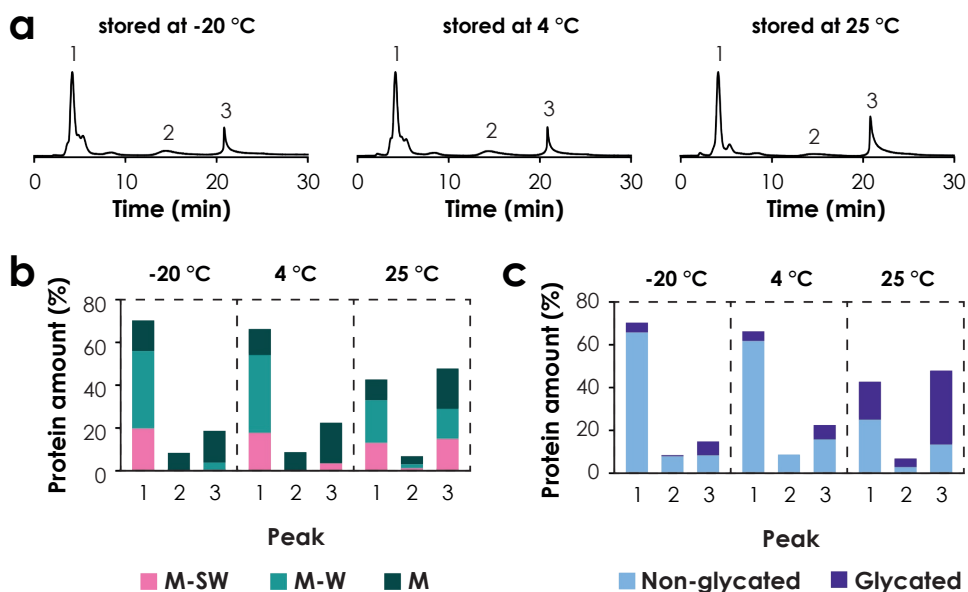 a
stored at -20 °C
stored at 4 °C
stored at 25 °C
1
2
3
1
2
3
1
2
3
0 10 20 30
0 10 20 30
0 10 20 30
Time (min)
Time (min)
Time (min)
b
-20 °C
4 °C
25 °C
Protein amount (%)
80
60
40
20
0
1 2 3 1 2 3 1 2 3
Peak
M-SW
M-W
M
c
-20 °C
4 °C
25 °C
Protein amount (%)
80
60
40
20
0
1 2 3 1 2 3 1 2 3
Peak
Non-glycated
Glycated